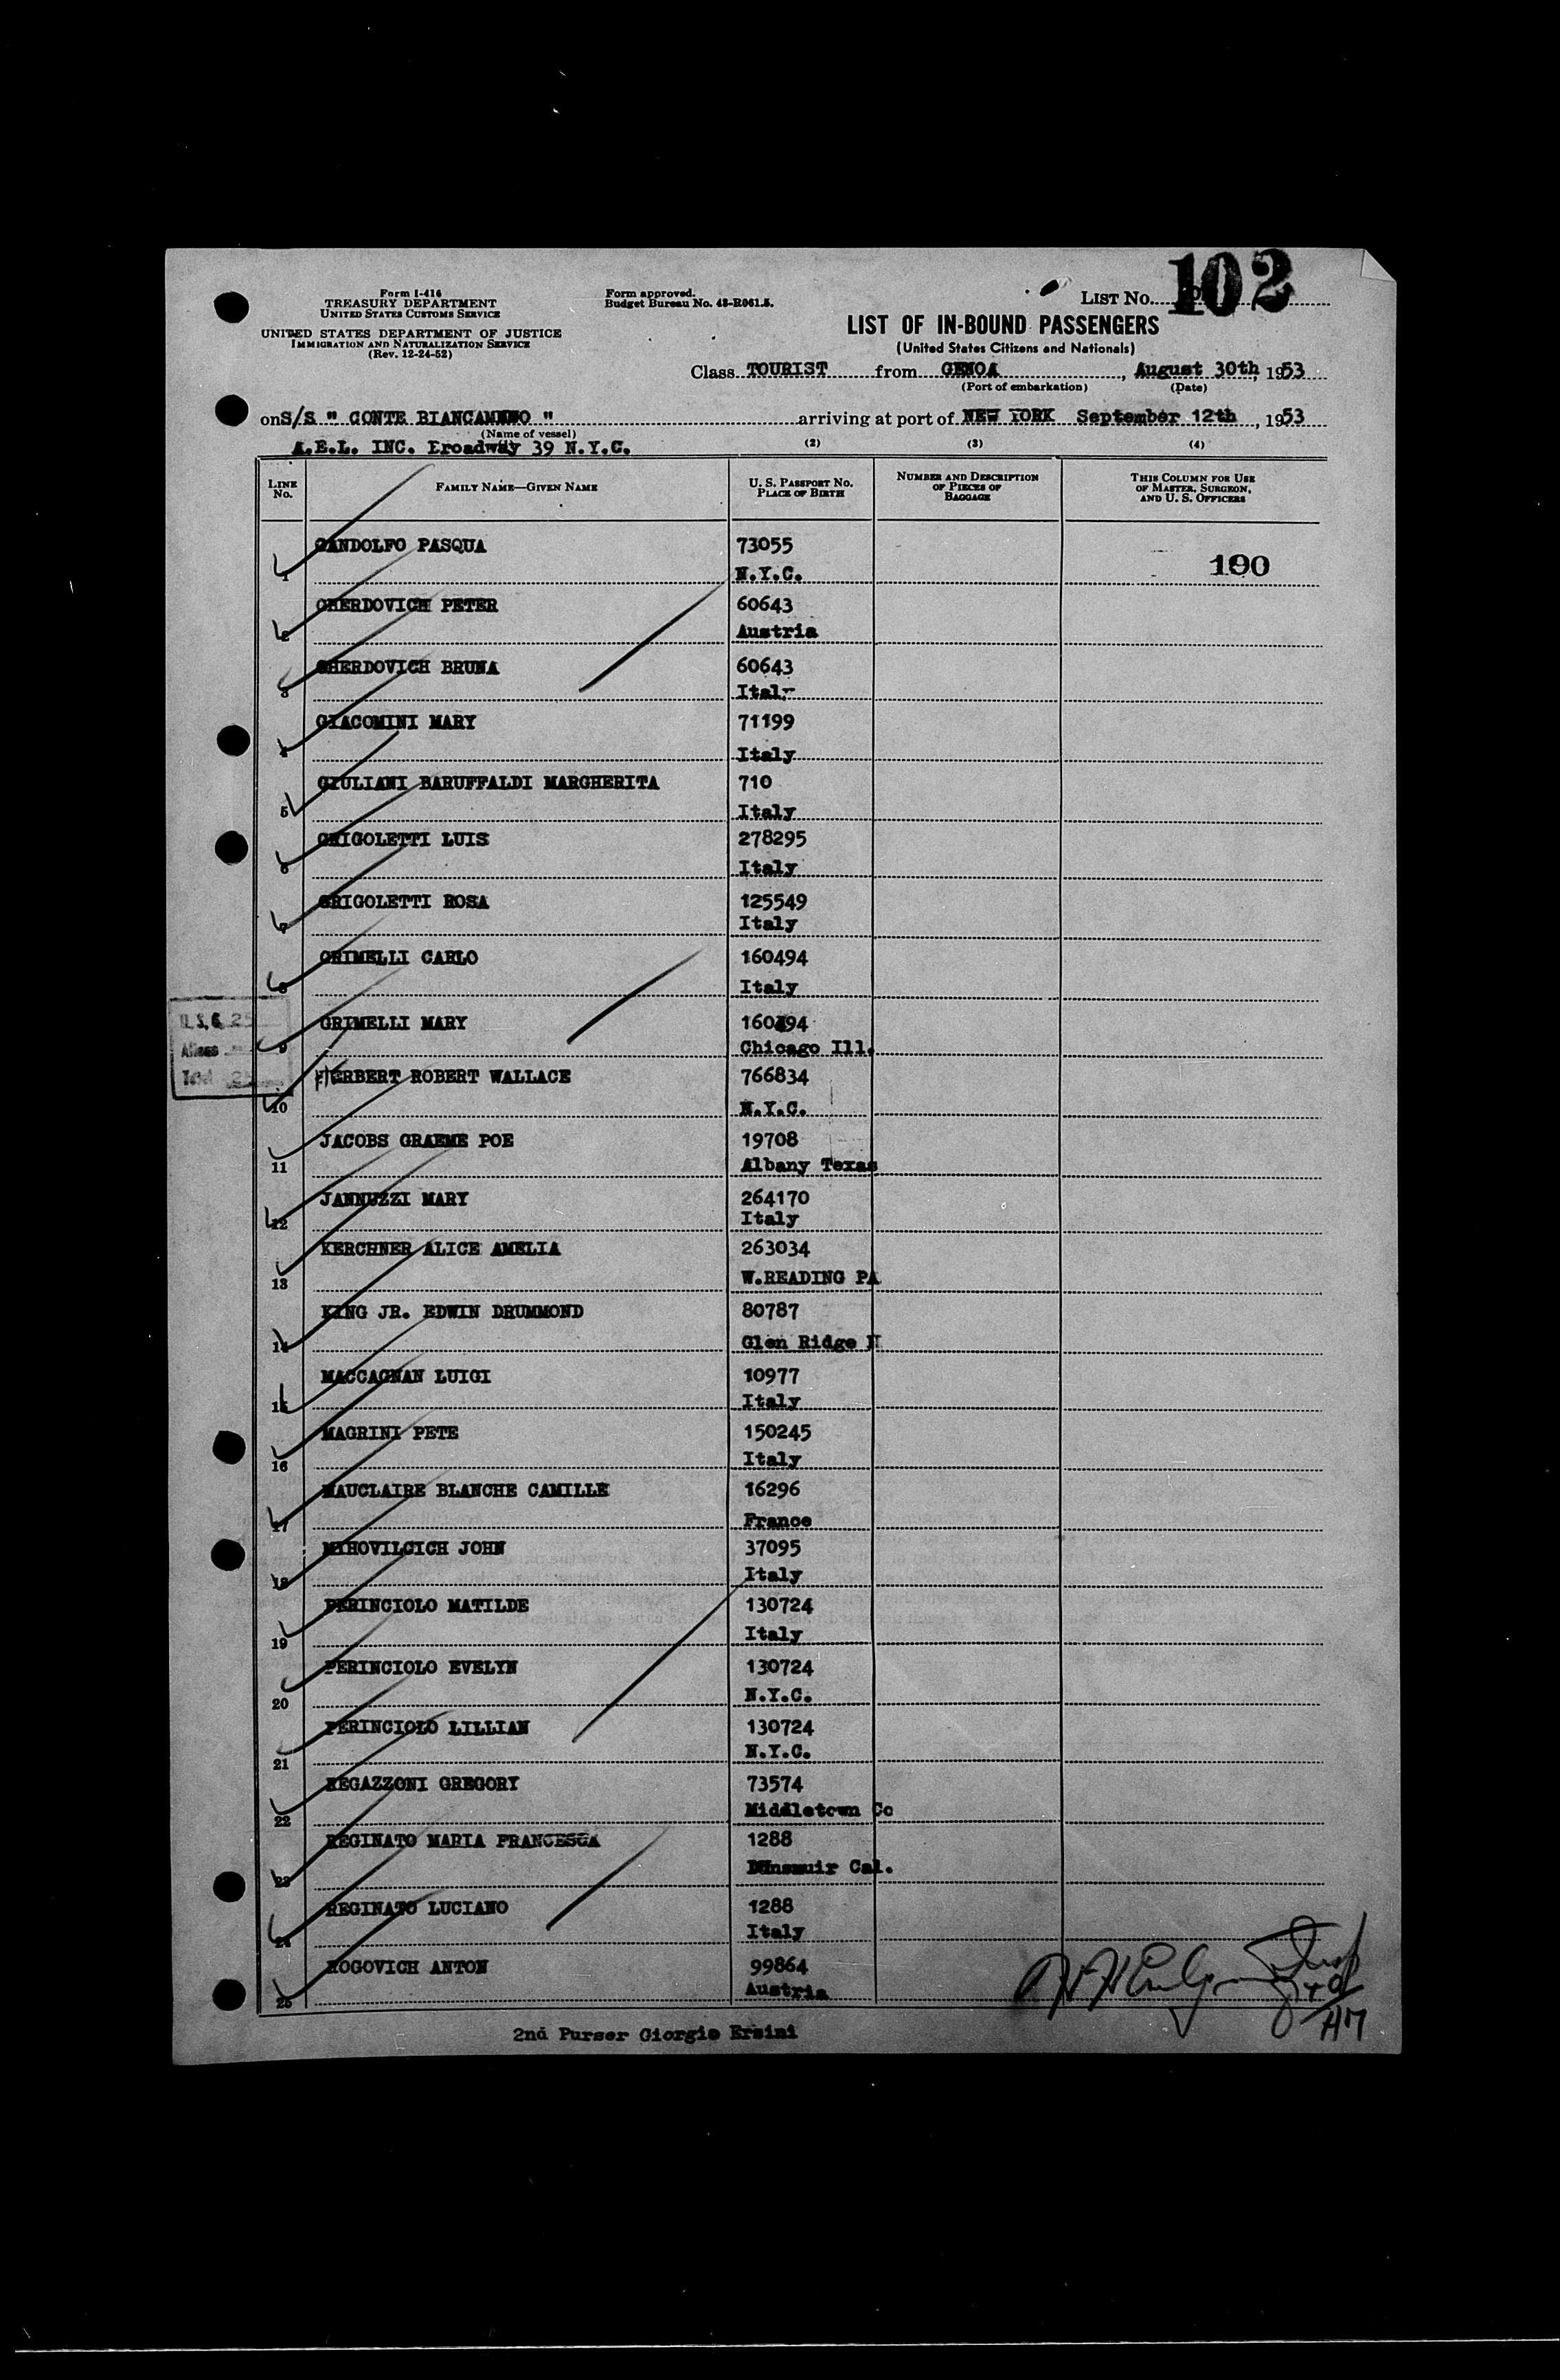 102
Form I-416
TREASURY DEPARTMENT
UNITED STATES CUSTOMS SERVICE
UNITED STATES DEPARTMENT OF JUSTICE
IMMIGRATION AND NATURALIZATION SERVICE
(Rev. 12-24-52)
Form approved.
Budget Bureau No. 43-R061.5.
LIST NO.
LIST OF IN-BOUND PASSENGERS
(United States Citizens and Nationals)
Class TOURIST from GENOA, August 30th, 1953
(Port of embarkation) (Date)
on S/S " CONTE BIANCAMANO " arriving at port of NEW YORK September 12th, 1953
(Name of vessel)
A.E.L. INC. Broadway 39 N.Y.C.
(2) (3) (4)
LINE NO. FAMILY NAME—GIVEN NAME U. S. PASSPORT NO. PLACE OF BIRTH NUMBER AND DESCRIPTION OF PIECES OF BAGGAGE THIS COLUMN FOR USE OF MASTER, SURGEON, AND U. S. OFFICERS
GANDOLFO PASQUA 73055
1 N.Y.C. 100
GHERDOVICH PETER 60643
2 Austria
GHERDOVICH BRUNA 60643
3 Italy
GIACOMINI MARY 71199
4 Italy
GIULIANI BARUFFALDI MARGHERITA 710
5 Italy
GRIGOLETTI LUIS 278295
6 Italy
GRIGOLETTI ROSA 125549
7 Italy
GRIMELLI CARLO 160494
8 Italy
GRIMELLI MARY 160494
9 Chicago Ill.
HERBERT ROBERT WALLACE 766834
10 N.Y.C.
JACOBS GRAEME POE 19708
11 Albany Texas
JANNUZZI MARY 264170
12 Italy
KERCHNER ALICE AMELIA 263034
13 W.READING PA
KING JR. EDWIN DRUMMOND 80787
14 Glen Ridge N
MACCAGNAN LUIGI 10977
15 Italy
MAGRINI PETE 150245
16 Italy
MAUCLAIRE BLANCHE CAMILLE 16296
17 France
MIHOVILCICH JOHN 37095
18 Italy
PERINCIOLO MATILDE 130724
19 Italy
PERINCIOLO EVELYN 130724
20 N.Y.C.
PERINCIOLO LILLIAN 130724
21 N.Y.C.
REGAZZONI GREGORY 73574
22 Middletown Co
REGINATO MARIA FRANCESCA 1288
23 Dunsmuir Cal.
REGINATO LUCIANO 1288
24 Italy
ROGOVICH ANTON 99864
25 Austria
U.S.C. 25
Aliens
Total 25
2nd Purser Giorgio Ersini